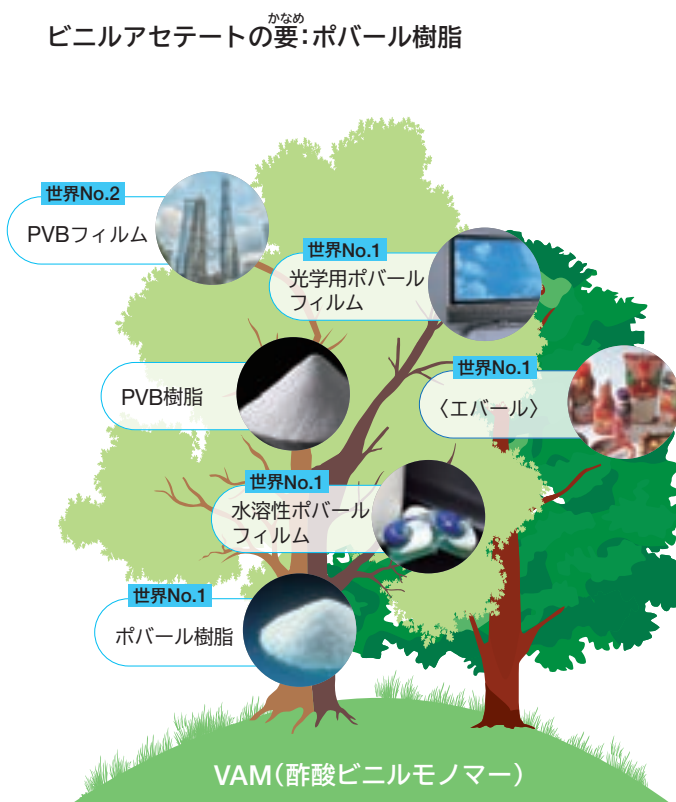 かなめ
ビニルアセテートの要:ポバール樹脂
世界No.2
PVBフィルム
世界No.1
光学用ポバール
フィルム
世界No.1
〈エバール〉
PVB樹脂
世界No.1
水溶性ポバール
フィルム
世界No.1
ポバール樹脂
VAM(酢酸ビニルモノマー)